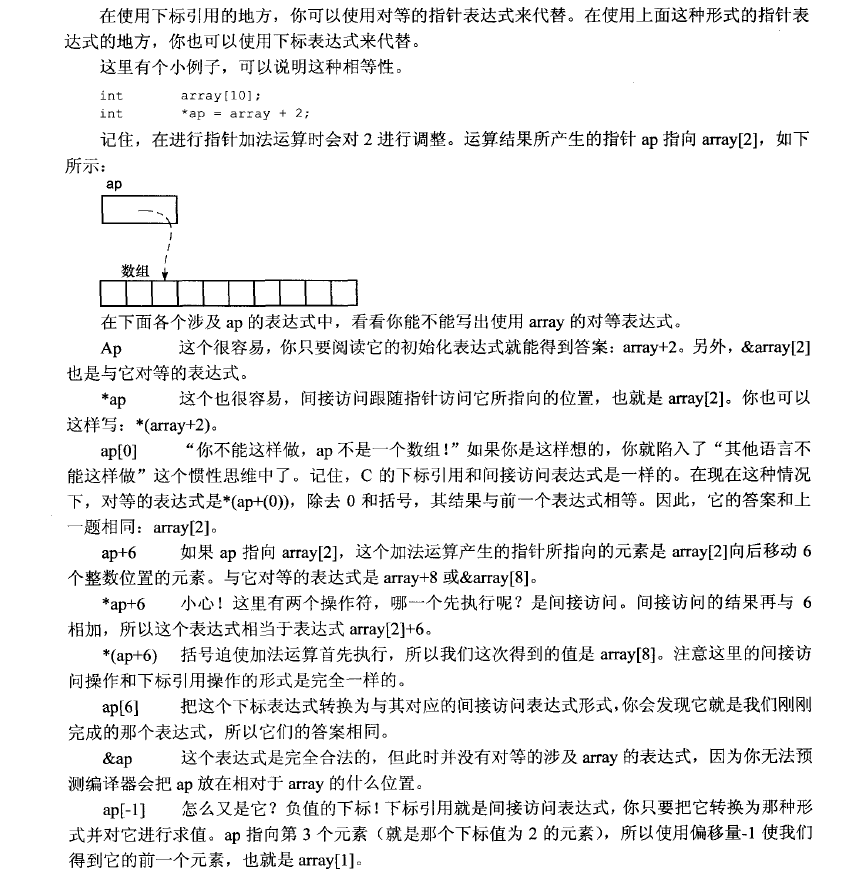 在使用下标引用的地方，你可以使用对等的指针表达式来代替。在使用上面这种形式的指针表
达式的地方，你也可以使用下标表达式来代替。
这里有个小例子，可以说明这种相等性。
int array[10];
int *ap = array + 2;
记住，在进行指针加法运算时会对 2 进行调整。运算结果所产生的指针 ap 指向 array[2]，如下
所示：
ap
数组
在下面各个涉及 ap 的表达式中，看看你能不能写出使用 array 的对等表达式。
Ap 这个很容易，你只要阅读它的初始化表达式就能得到答案：array+2。另外，&array[2]
也是与它对等的表达式。
*ap 这个也很容易，间接访问跟随指针访问它所指向的位置，也就是 array[2]。你也可以
这样写：*(array+2)。
ap[0] “你不能这样做，ap 不是一个数组！”如果你是这样想的，你就陷入了“其他语言不
能这样做”这个惯性思维中了。记住，C 的下标引用和间接访问表达式是一样的。在现在这种情况
下，对等的表达式是*(ap+(0))，除去 0 和括号，其结果与前一个表达式相等。因此，它的答案和上
一题相同：array[2]。
ap+6 如果 ap 指向 array[2]，这个加法运算产生的指针所指向的元素是 array[2]向后移动 6
个整数位置的元素。与它对等的表达式是 array+8 或&array[8]。
*ap+6 小心！这里有两个操作符，哪一个先执行呢？是间接访问。间接访问的结果再与 6
相加，所以这个表达式相当于表达式 array[2]+6。
*(ap+6) 括号迫使加法运算首先执行，所以我们这次得到的值是 array[8]。注意这里的间接访
问操作和下标引用操作的形式是完全一样的。
ap[6] 把这个下标表达式转换为与其对应的间接访问表达式形式，你会发现它就是我们刚刚
完成的那个表达式，所以它们的答案相同。
&ap 这个表达式是完全合法的，但此时并没有对等的涉及 array 的表达式，因为你无法预
测编译器会把 ap 放在相对于 array 的什么位置。
ap[-1] 怎么又是它？负值的下标！下标引用就是间接访问表达式，你只要把它转换为那种形
式并对它进行求值。ap 指向第 3 个元素（就是那个下标值为 2 的元素），所以使用偏移量-1 使我们
得到它的前一个元素，也就是 array[1]。